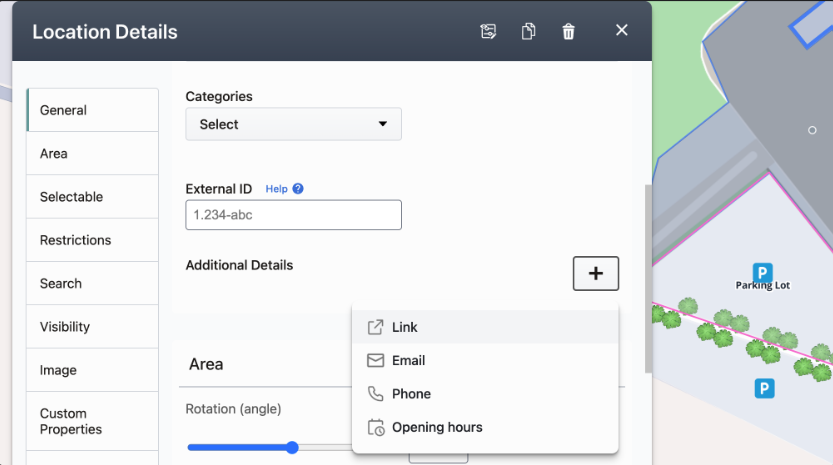 Location Details
General
Area
Selectable
Restrictions
Search
Visibility
Image
Custom
Properties
Categories
Select
External ID Help ?
1.234-abc
Additional Details
+
Link
Email
Phone
Opening hours
Area
Rotation (angle)
P
Parking Lot
P